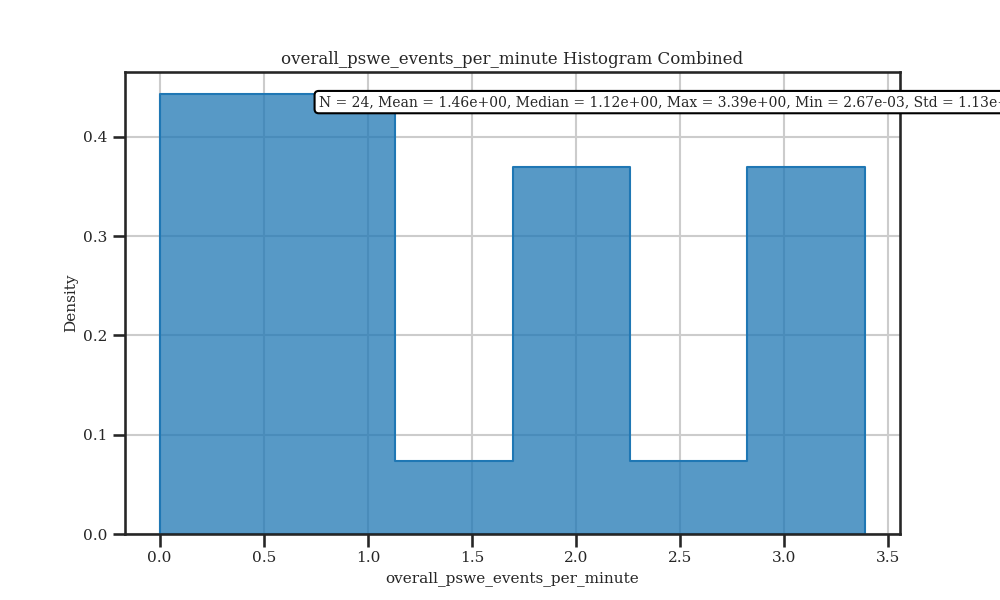 overall_pswe_events_per_minute Histogram Combined
N = 24, Mean = 1.46e+00, Median = 1.12e+00, Max = 3.39e+00, Min = 2.67e-03, Std = 1.13e-
0.4
0.3
0.2
0.1
0.0
Density
0.0 0.5 1.0 1.5 2.0 2.5 3.0 3.5
overall_pswe_events_per_minute